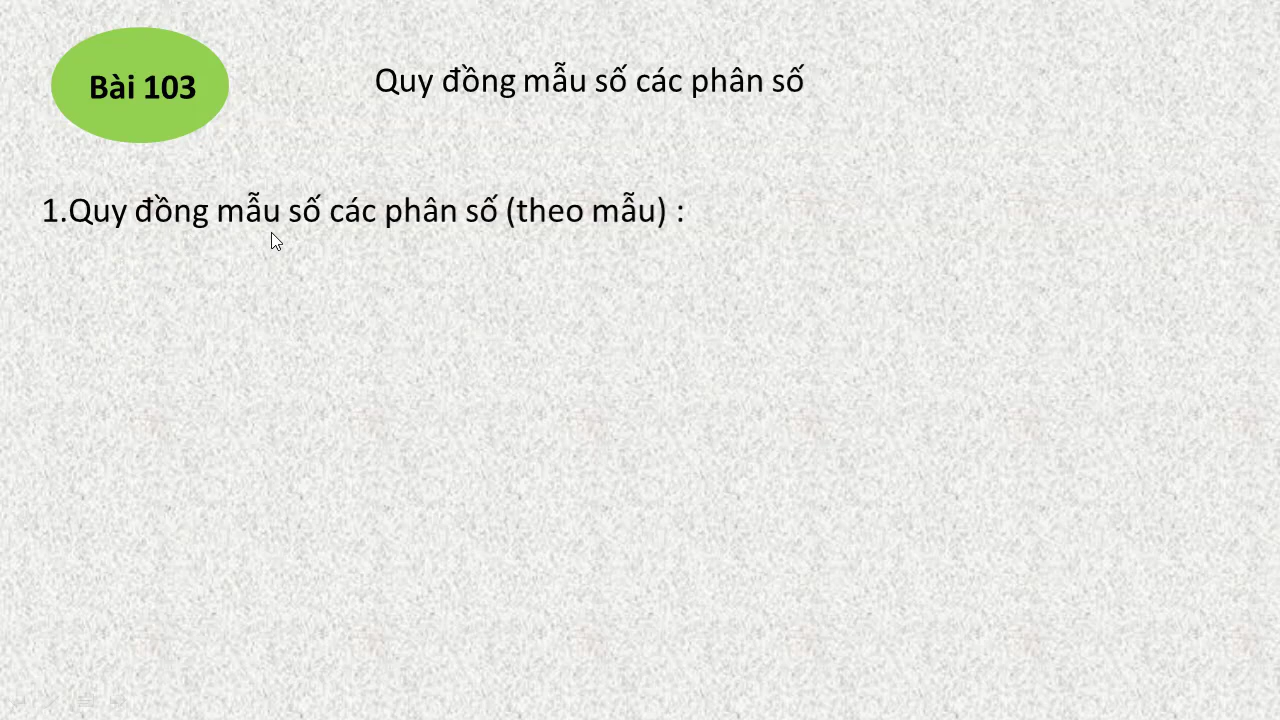 Bài 103
Quy đồng mẫu số các phân số
1.Quy đồng mẫu số các phân số (theo mẫu) :